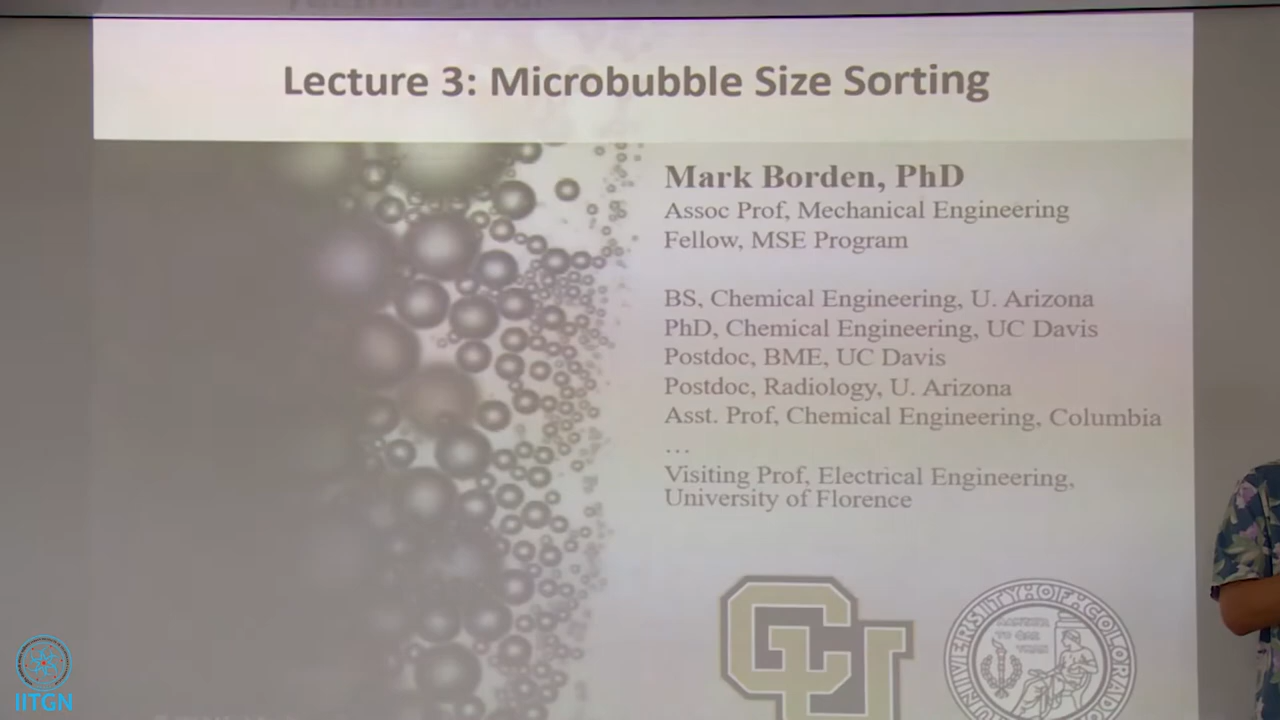 Lecture 3: Microbubble Size Sorting
Mark Borden, PhD
Assoc Prof, Mechanical Engineering
Fellow, MSE Program
BS, Chemical Engineering, U. Arizona
PhD, Chemical Engineering, UC Davis
Postdoc, BME, UC Davis
Postdoc, Radiology, U. Arizona
Asst. Prof, Chemical Engineering, Columbia
…
Visiting Prof, Electrical Engineering,
University of Florence
CU
UNIVERSITY OF COLORADO
IITGN